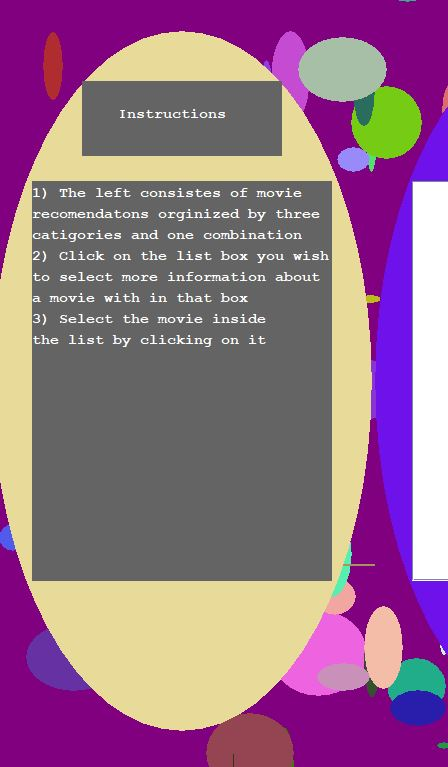 Instructions
1) The left consistes of movie
recomendatons orginized by three
catigories and one combination
2) Click on the list box you wish
to select more information about
a movie with in that box
3) Select the movie inside
the list by clicking on it